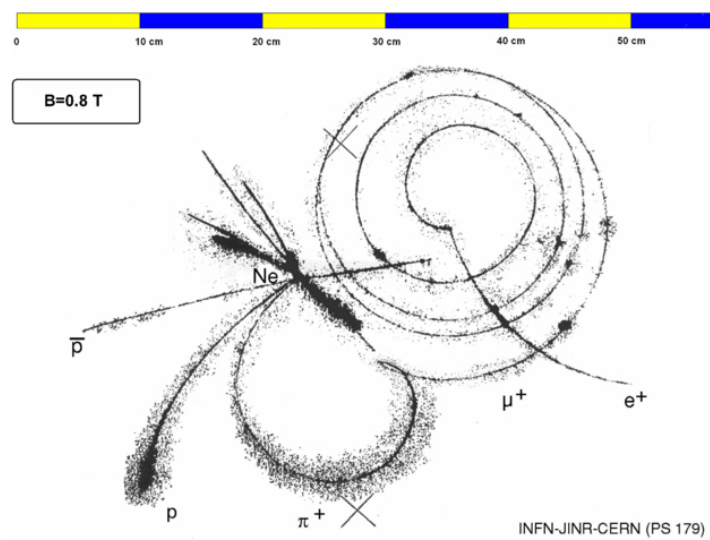 0 10 cm 20 cm 30 cm 40 cm 50 cm
B=0.8 T
Ne
p̅
μ+ e+
p
π+
INFN-JINR-CERN (PS 179)